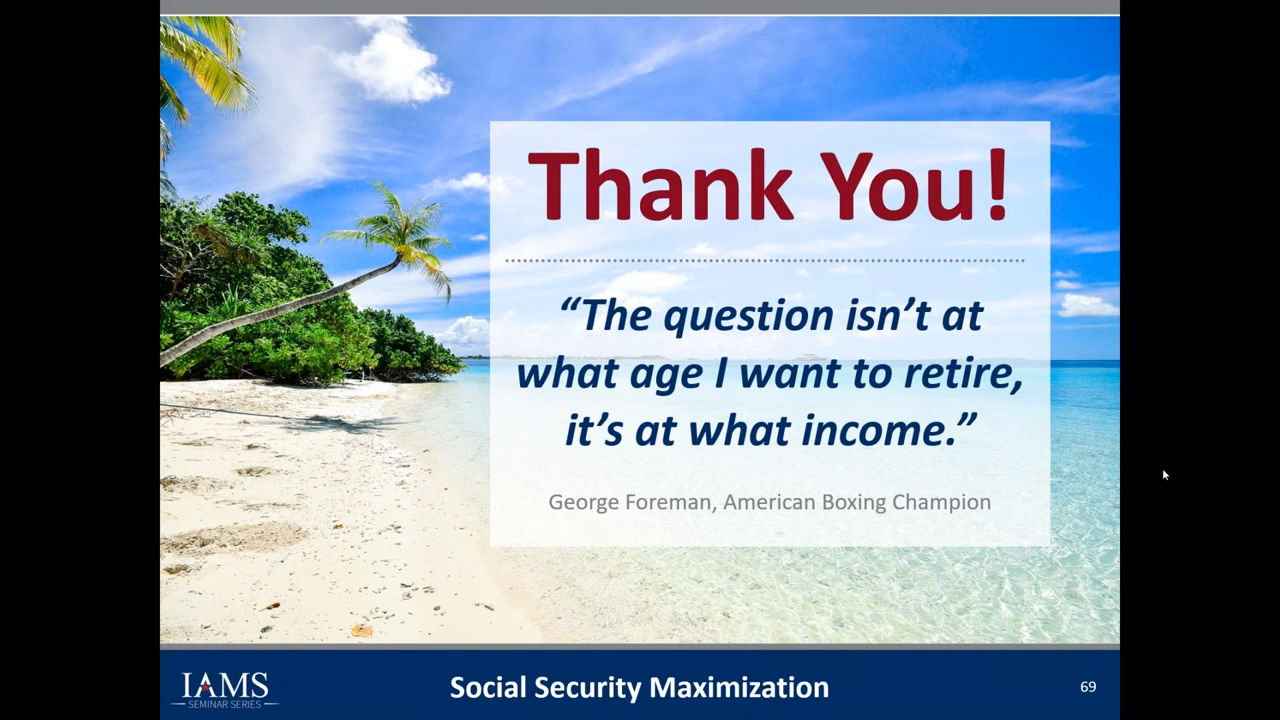 Thank You!
“The question isn’t at
what age I want to retire,
it’s at what income.”
George Foreman, American Boxing Champion
IAMS
SEMINAR SERIES
Social Security Maximization
69